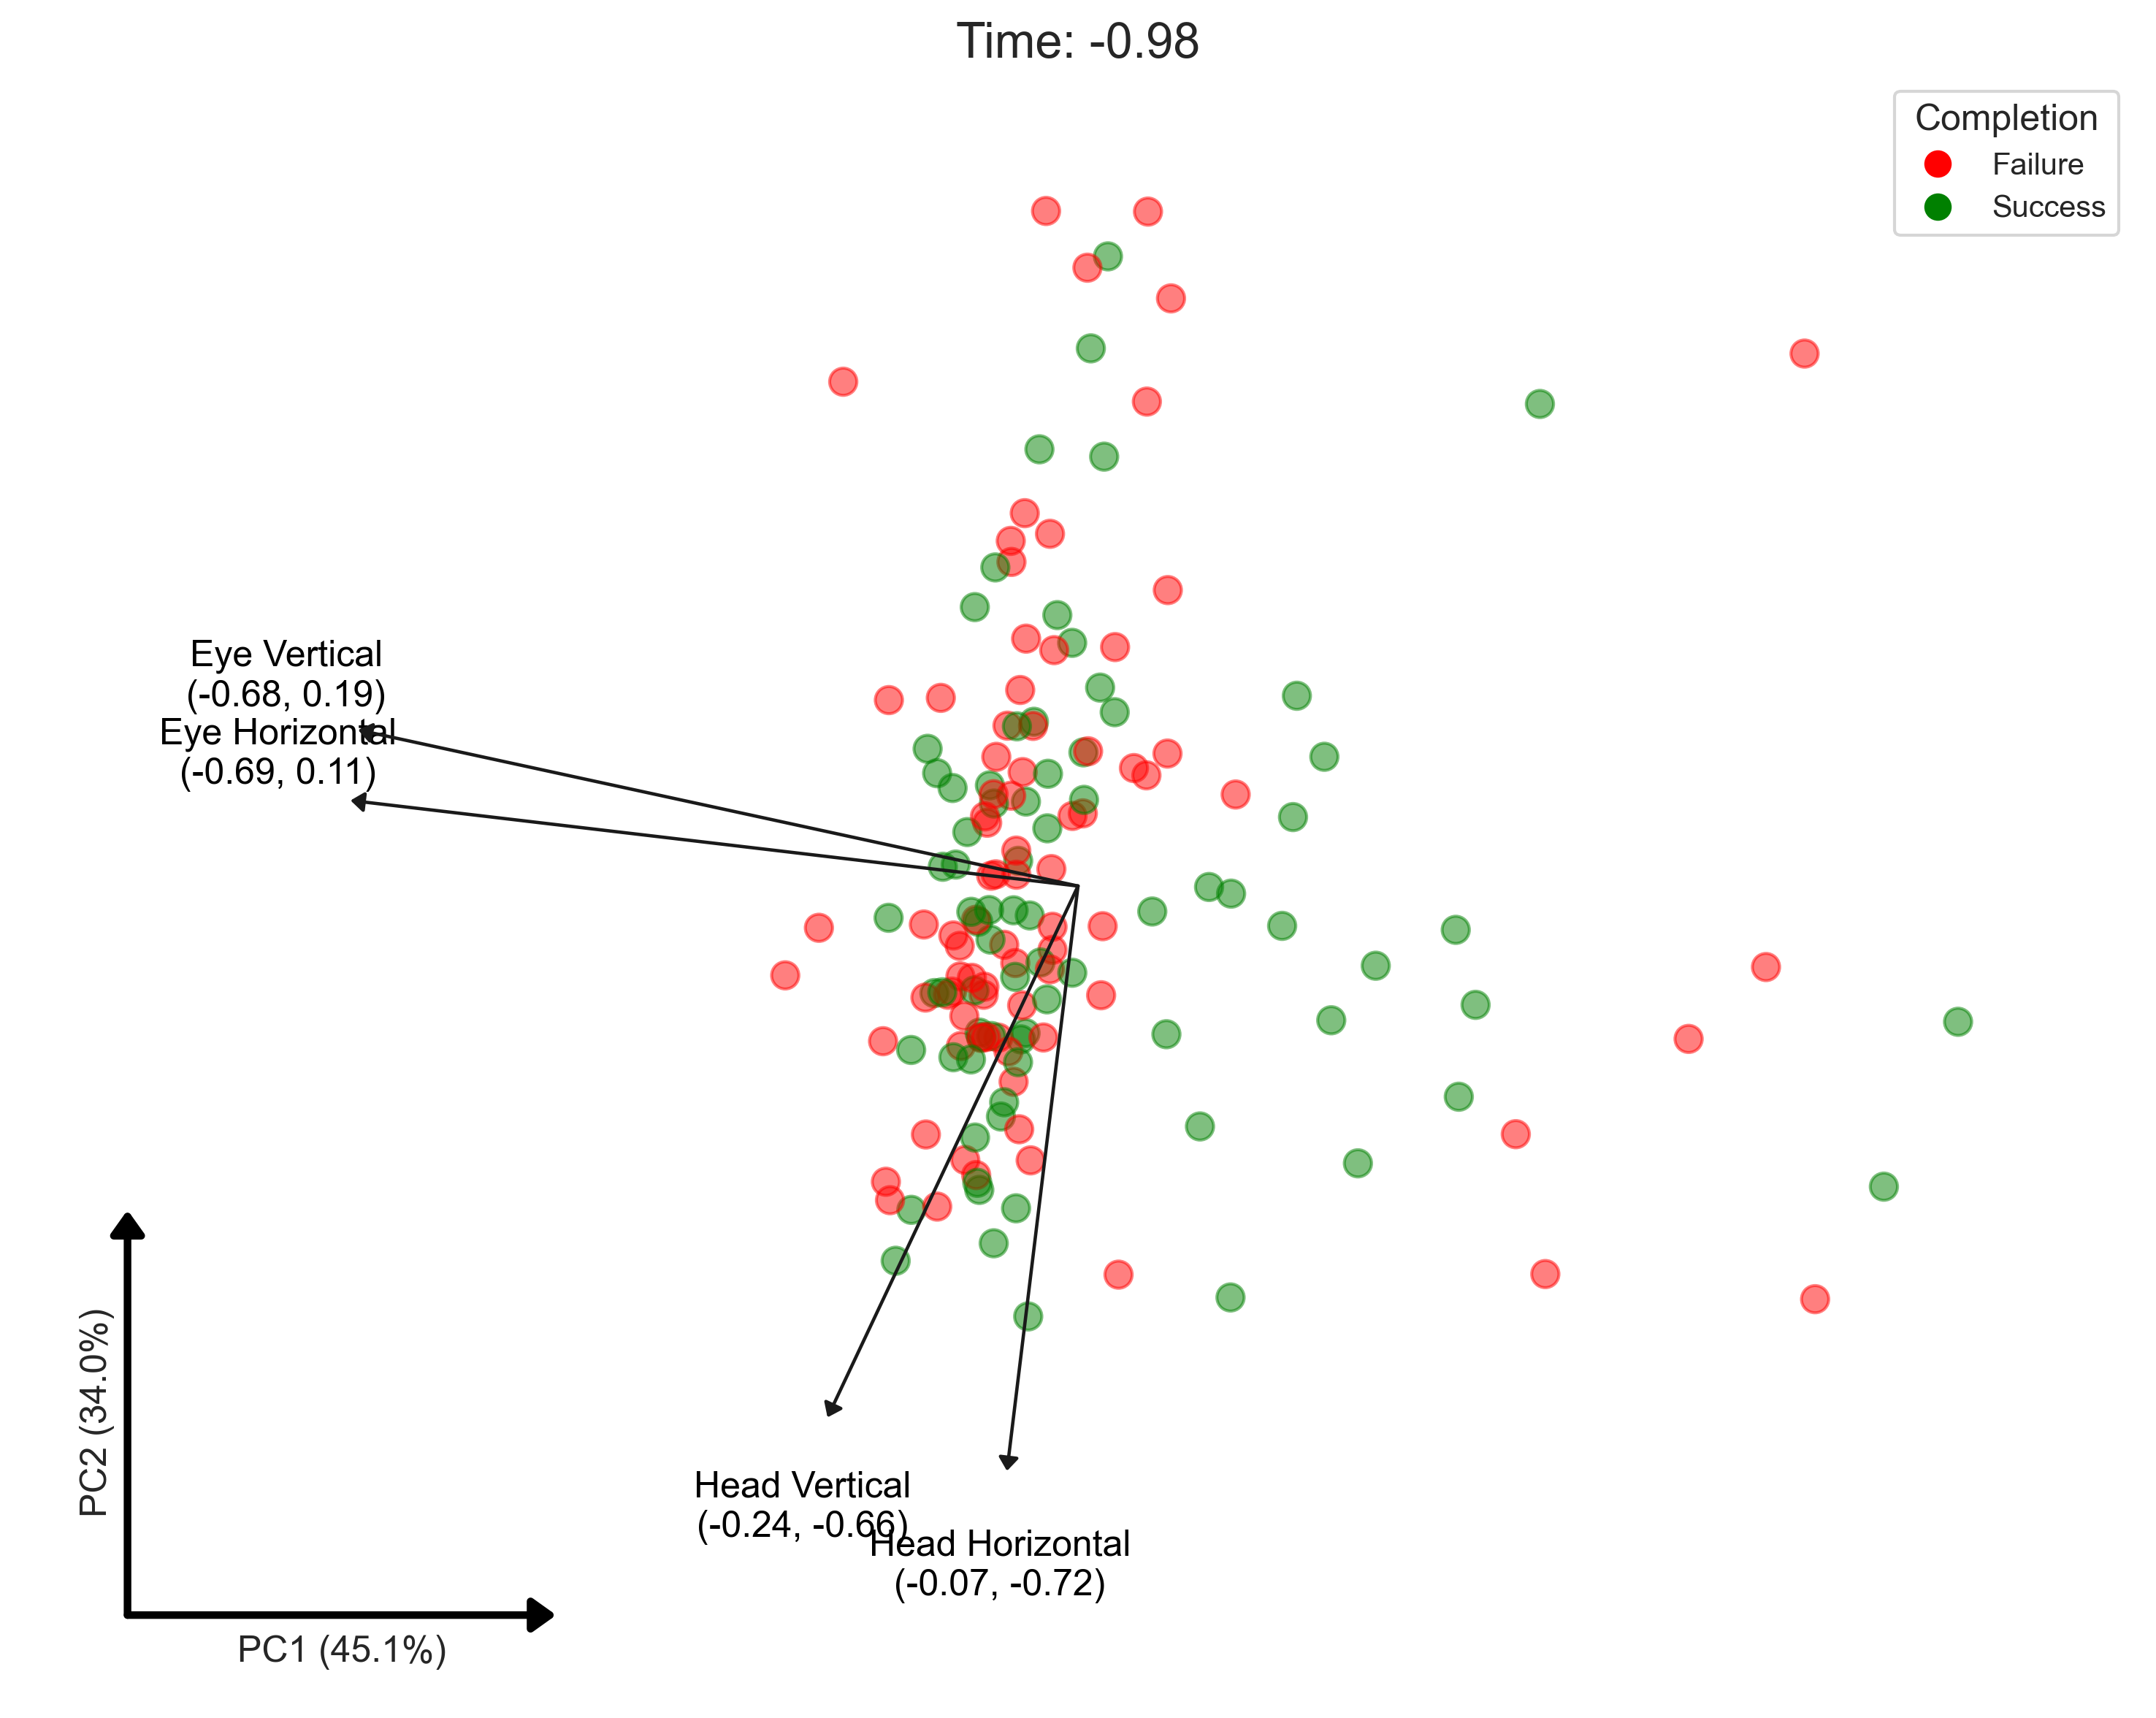 Time: -0.98
Completion
Failure
Success
Eye Vertical
(-0.68, 0.19)
Eye Horizontal
(-0.69, 0.11)
Head Vertical
(-0.24, -0.66)
Head Horizontal
(-0.07, -0.72)
PC2 (34.0%)
PC1 (45.1%)